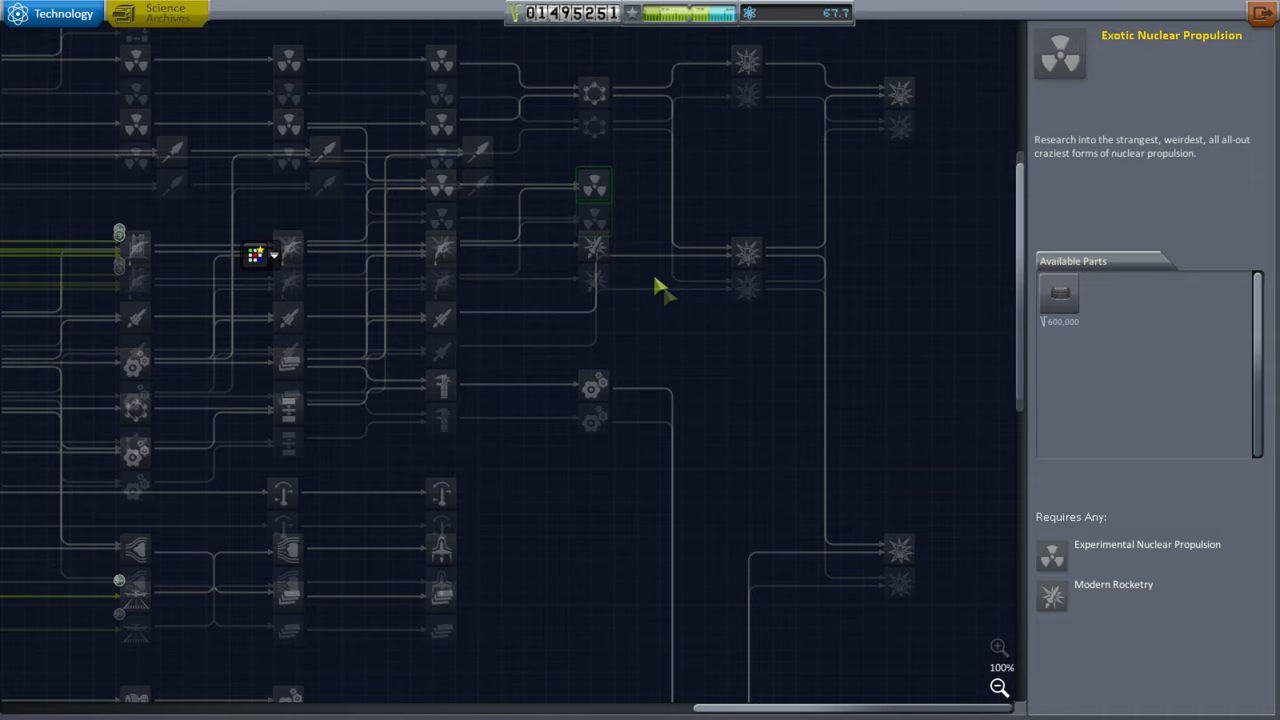 Technology
Science
Archives
01495251
67.7
Exotic Nuclear Propulsion
Research into the strangest, weirdest, all all-out
craziest forms of nuclear propulsion.
Available Parts
600,000
Requires Any:
Experimental Nuclear Propulsion
Modern Rocketry
100%